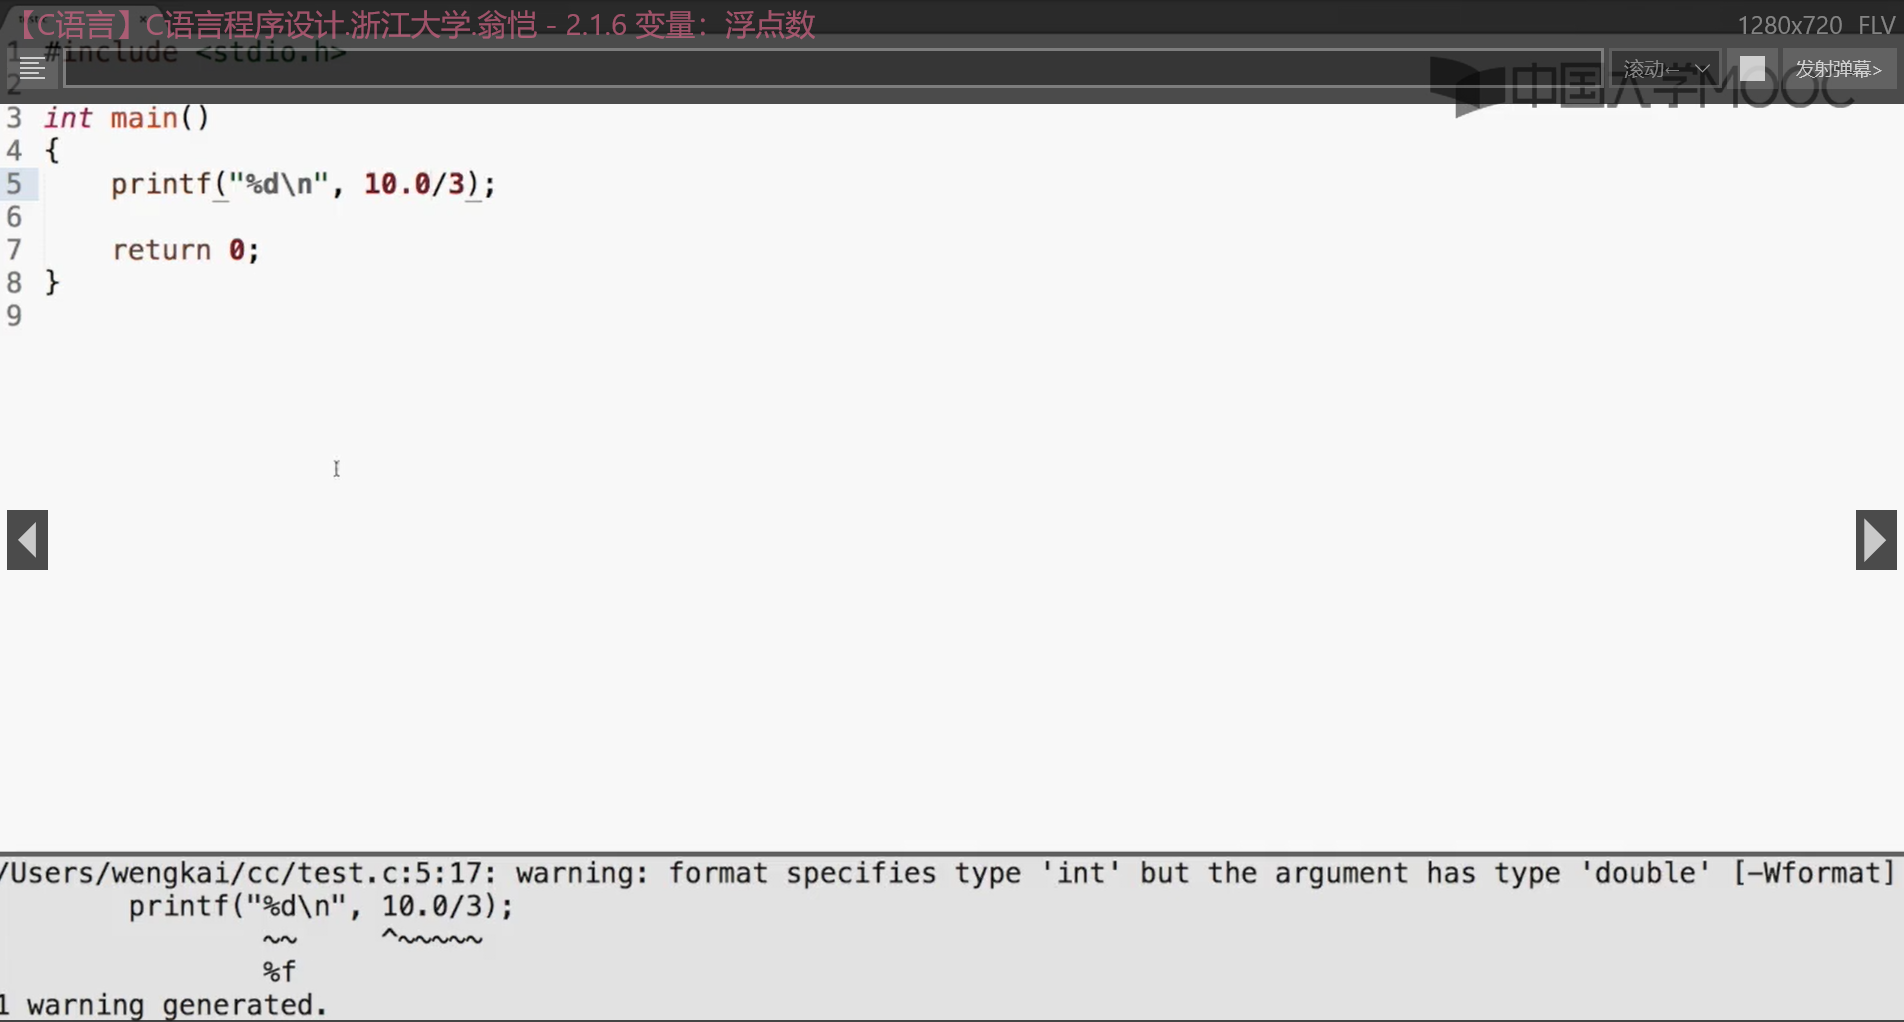 【C语言】C语言程序设计.浙江大学.翁恺 - 2.1.6 变量：浮点数
1280x720 FLV
1 #include <stdio.h>
滚动←
发射弹幕>
2
中国大学MOOC
3 int main()
4 {
5 printf("%d\n", 10.0/3);
6
7 return 0;
8 }
9
/Users/wengkai/cc/test.c:5:17: warning: format specifies type 'int' but the argument has type 'double' [-Wformat]
printf("%d\n", 10.0/3);
~~ ^~~~~~
%f
1 warning generated.